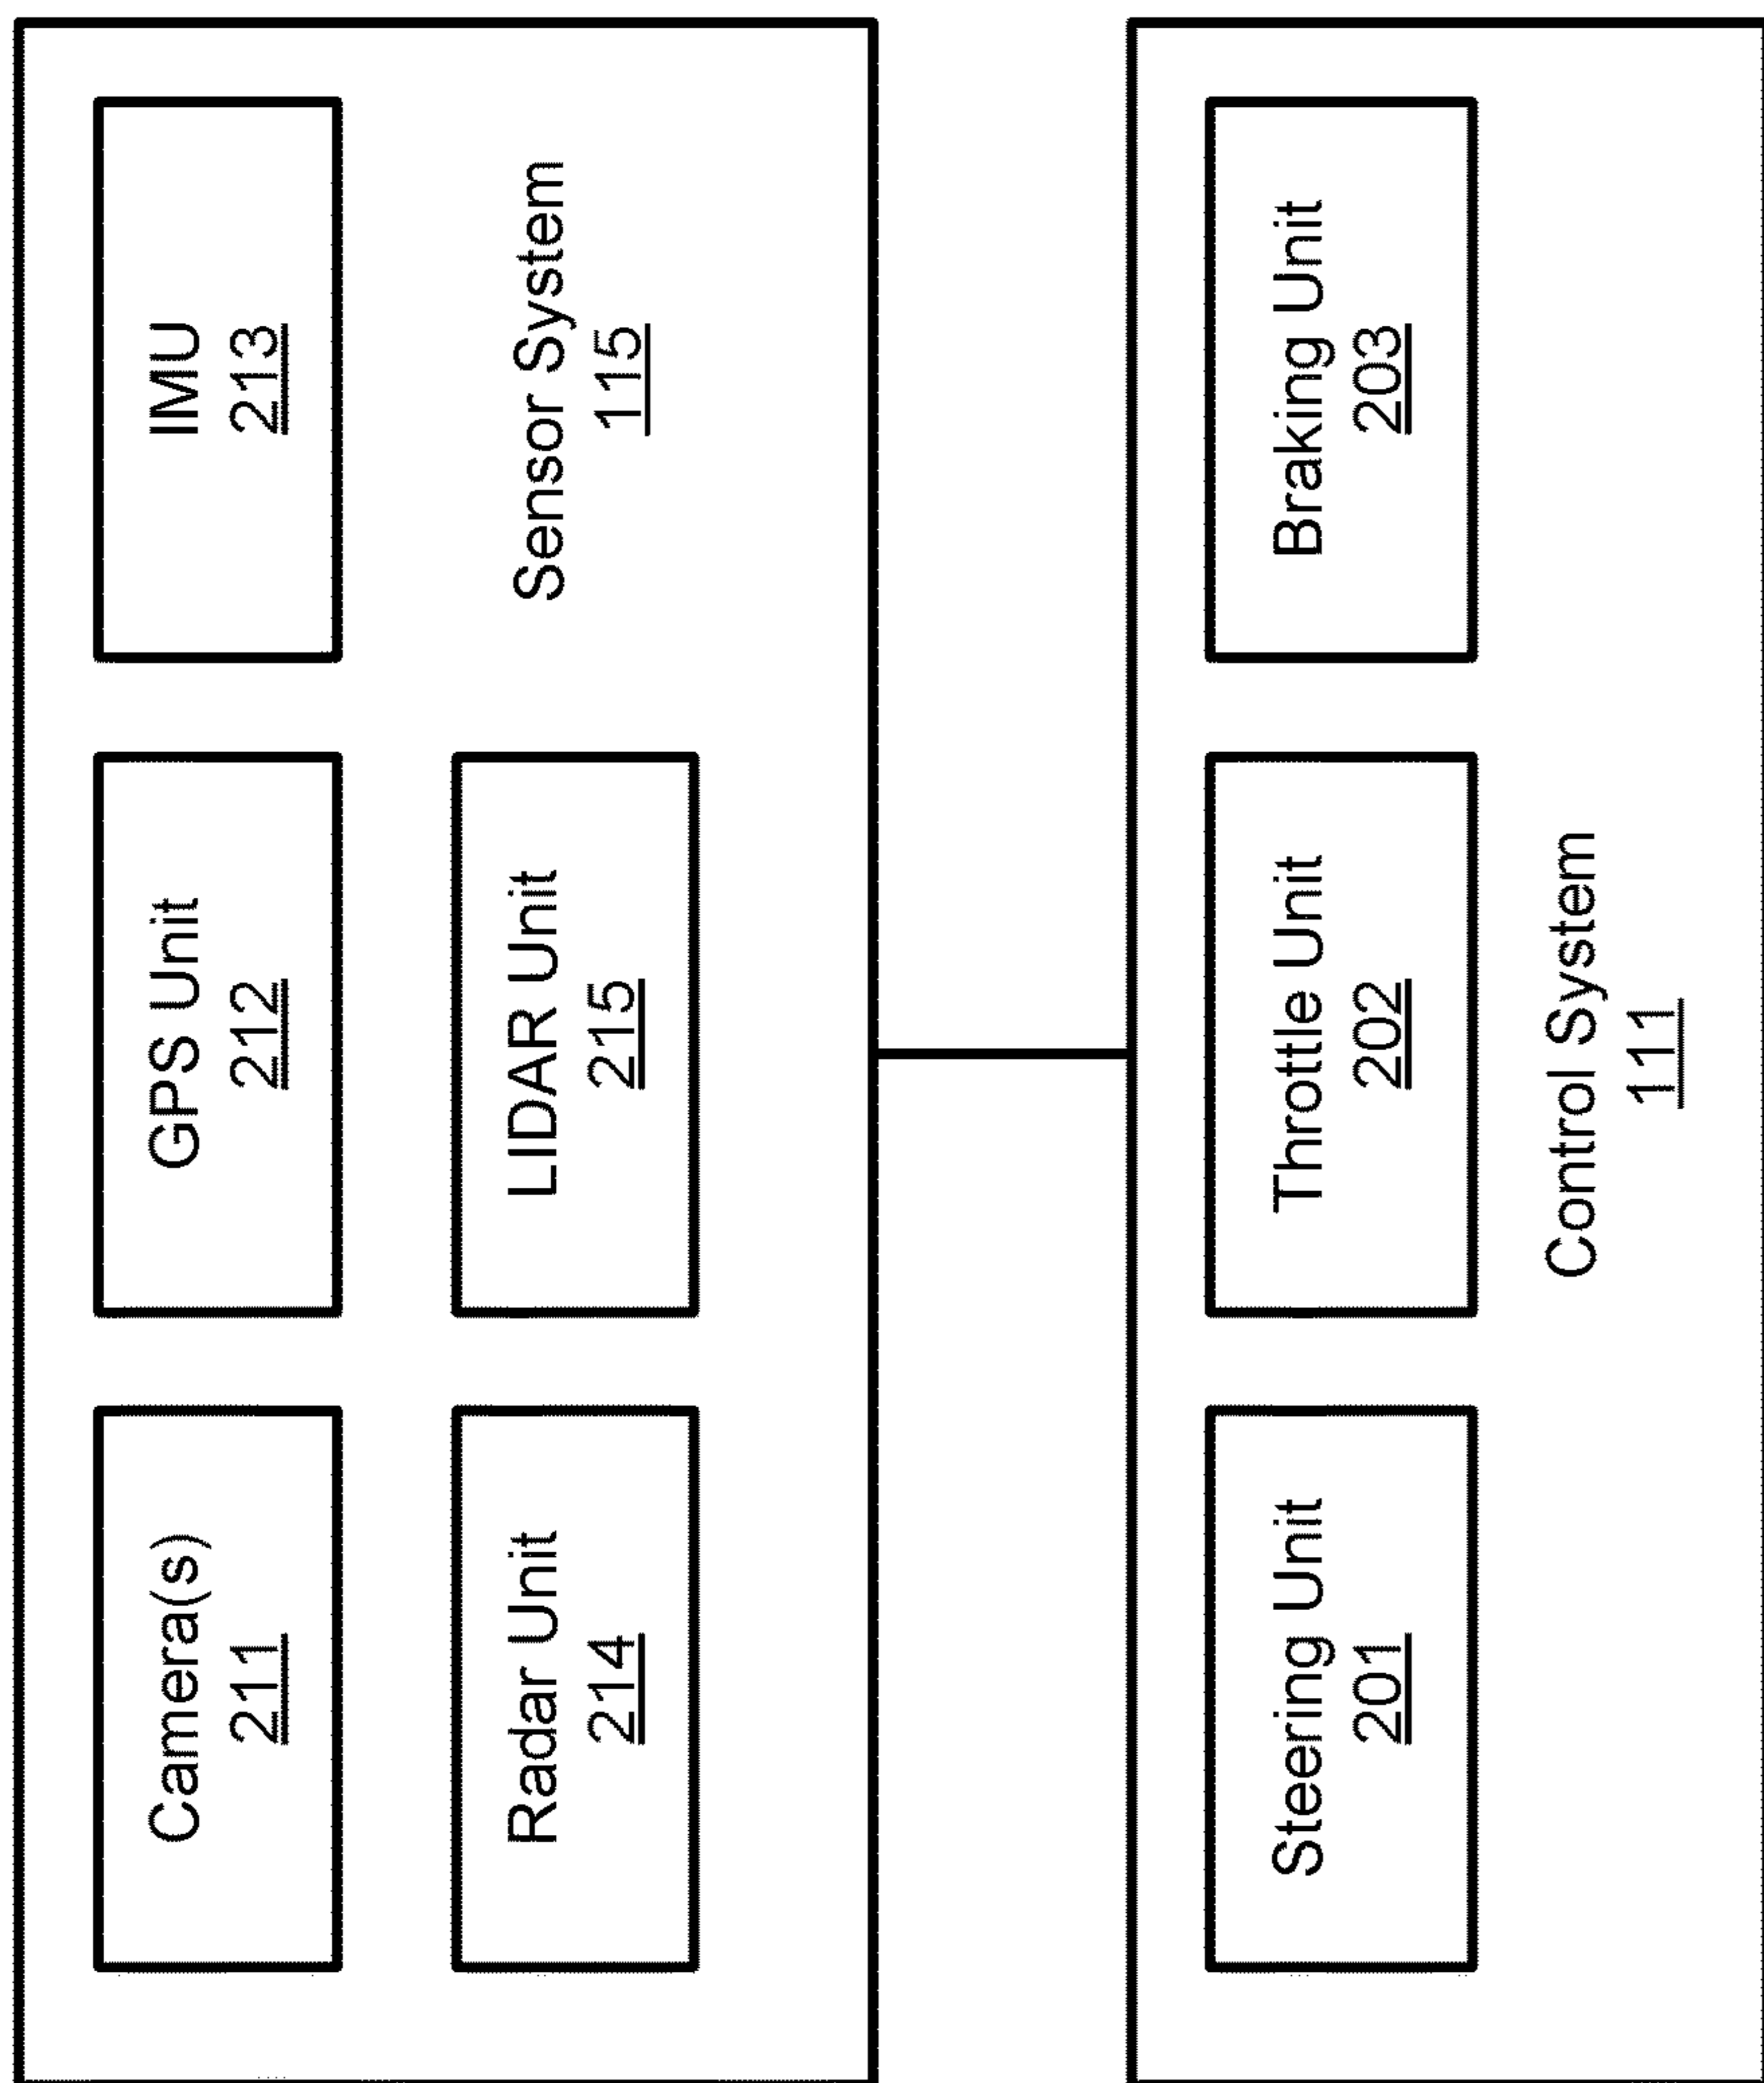 Camera(s)
211
GPS Unit
212
IMU
213
Radar Unit
214
LIDAR Unit
215
Sensor System
115
Steering Unit
201
Throttle Unit
202
Braking Unit
203
Control System
111